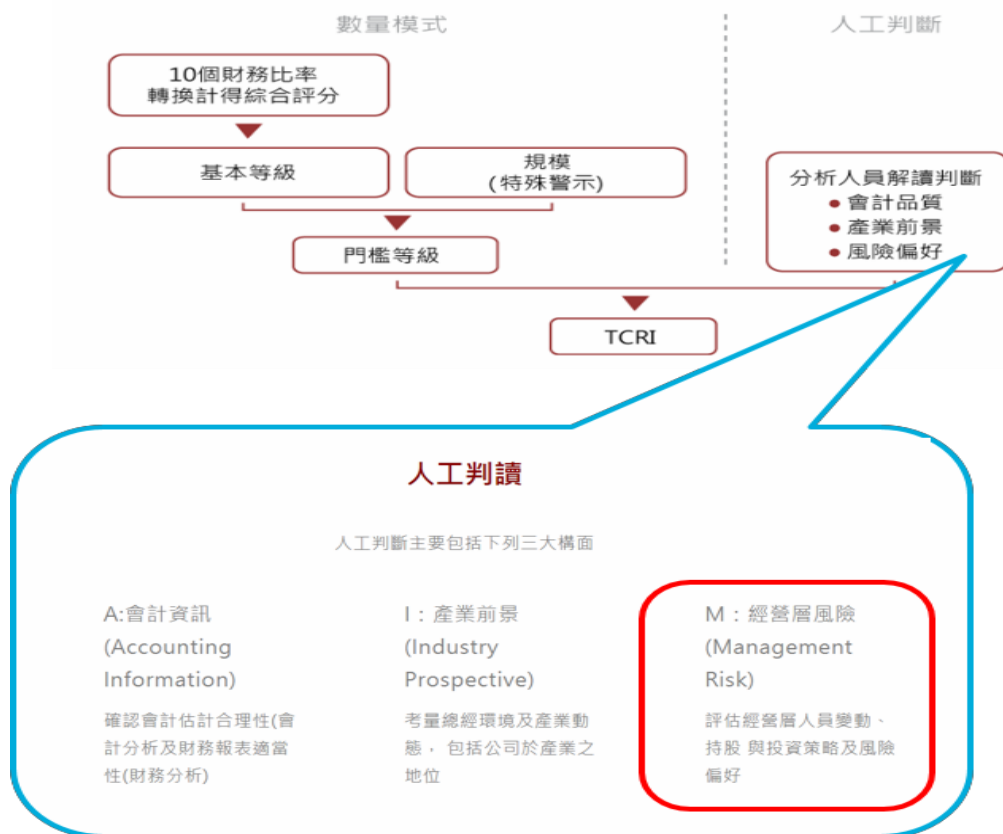 數量模式
人工判斷
10個財務比率
轉換計得綜合評分
基本等級
規模
(特殊警示)
分析人員解讀判斷
● 會計品質
● 產業前景
● 風險偏好
門檻等級
TCRI
人工判讀
人工判斷主要包括下列三大構面
A:會計資訊
(Accounting
Information)
確認會計估計合理性(會
計分析及財務報表適當
性(財務分析)
I：產業前景
(Industry
Prospective)
考量總經環境及產業動
態， 包括公司於產業之
地位
M：經營層風險
(Management
Risk)
評估經營層人員變動、
持股 與投資策略及風險
偏好